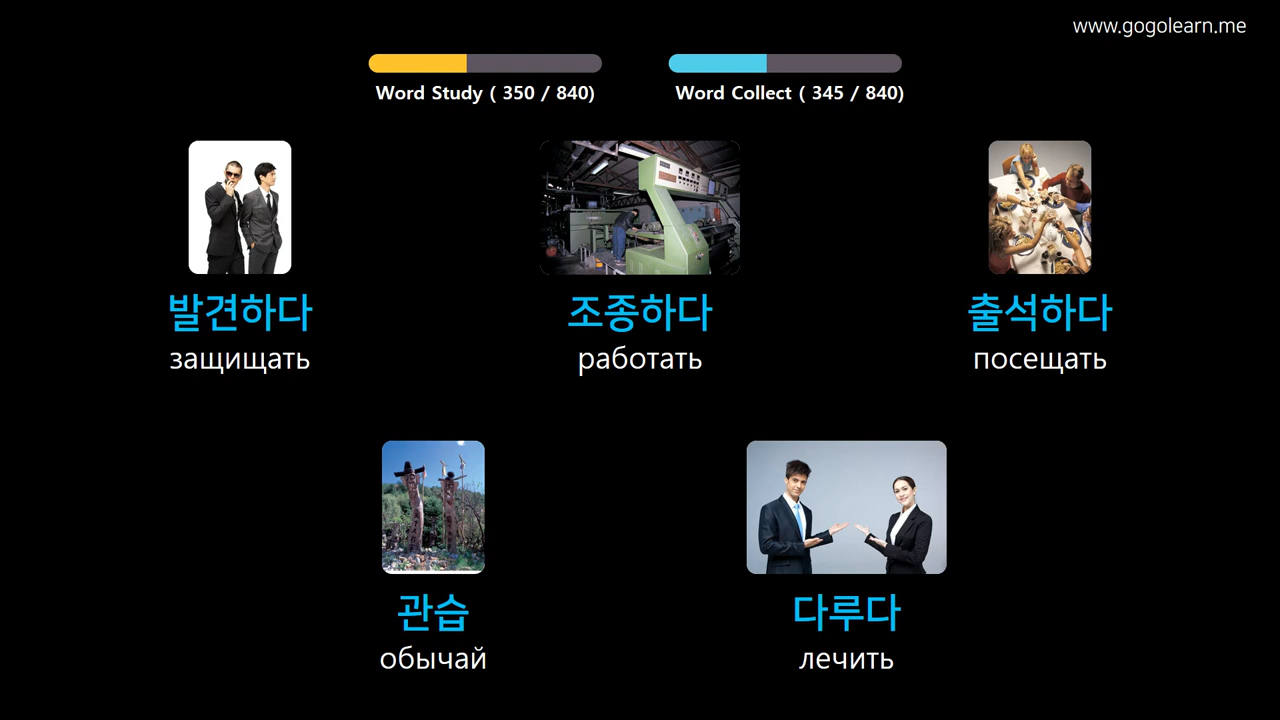 www.gogolearn.me
Word Study ( 350 / 840)
Word Collect ( 345 / 840)
발견하다
защищать
조종하다
работать
출석하다
посещать
관습
обычай
다루다
лечить